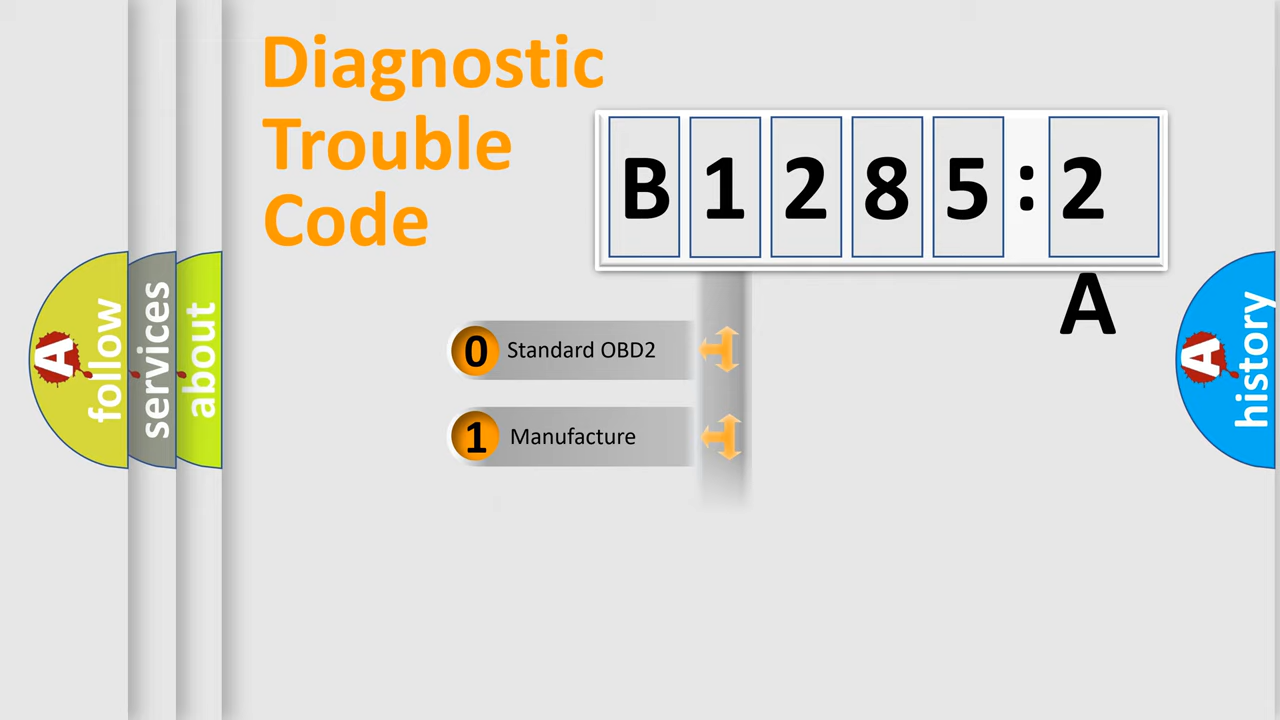 Diagnostic
Trouble
Code
B 1 2 8 5 : 2
A
0 Standard OBD2
1 Manufacture
A follow
services
about
A history